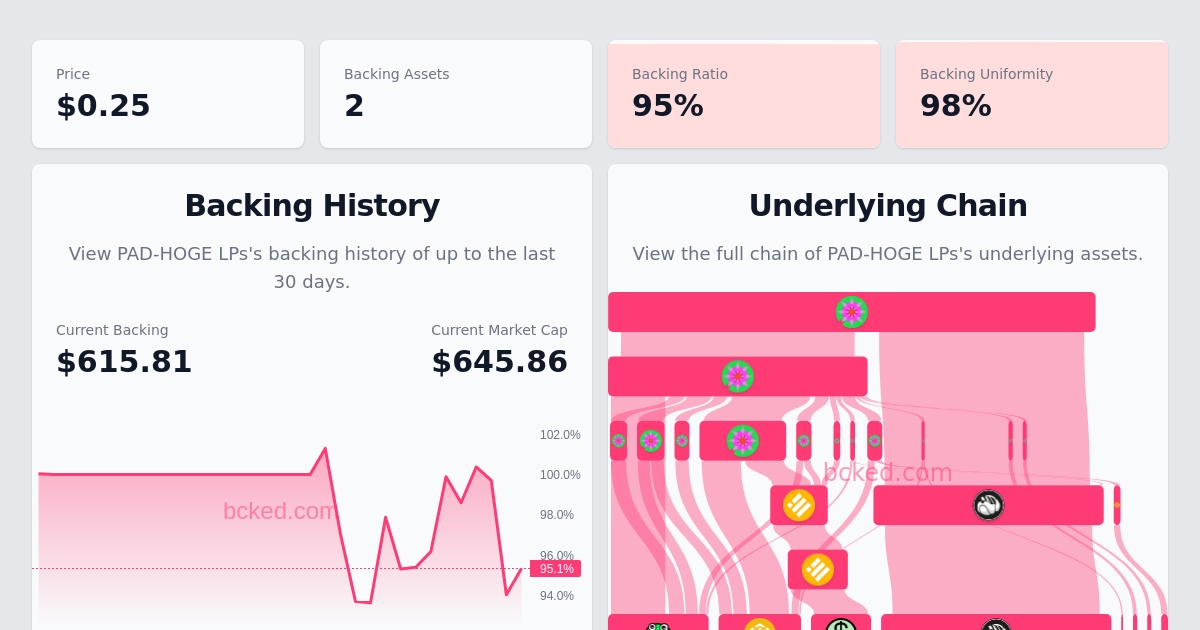 Price
$0.25
Backing Assets
2
Backing Ratio
95%
Backing Uniformity
98%
Backing History
View PAD-HOGE LPs's backing history of up to the last
30 days.
Current Backing
$615.81
Current Market Cap
$645.86
102.0%
100.0%
98.0%
96.0%
95.1%
94.0%
bcked.com
Underlying Chain
View the full chain of PAD-HOGE LPs's underlying assets.
bcked.com